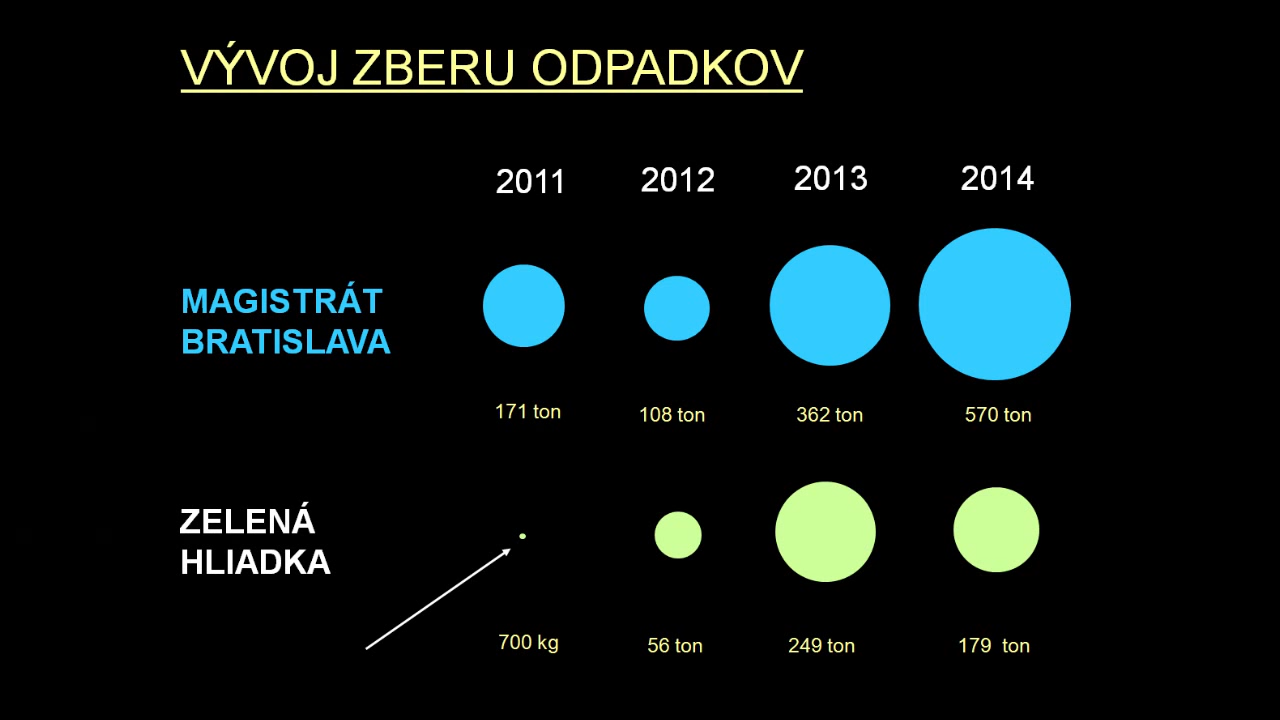 VÝVOJ ZBERU ODPADKOV
2011 2012 2013 2014
MAGISTRÁT
BRATISLAVA
171 ton 108 ton 362 ton 570 ton
ZELENÁ
HLIADKA
700 kg 56 ton 249 ton 179 ton